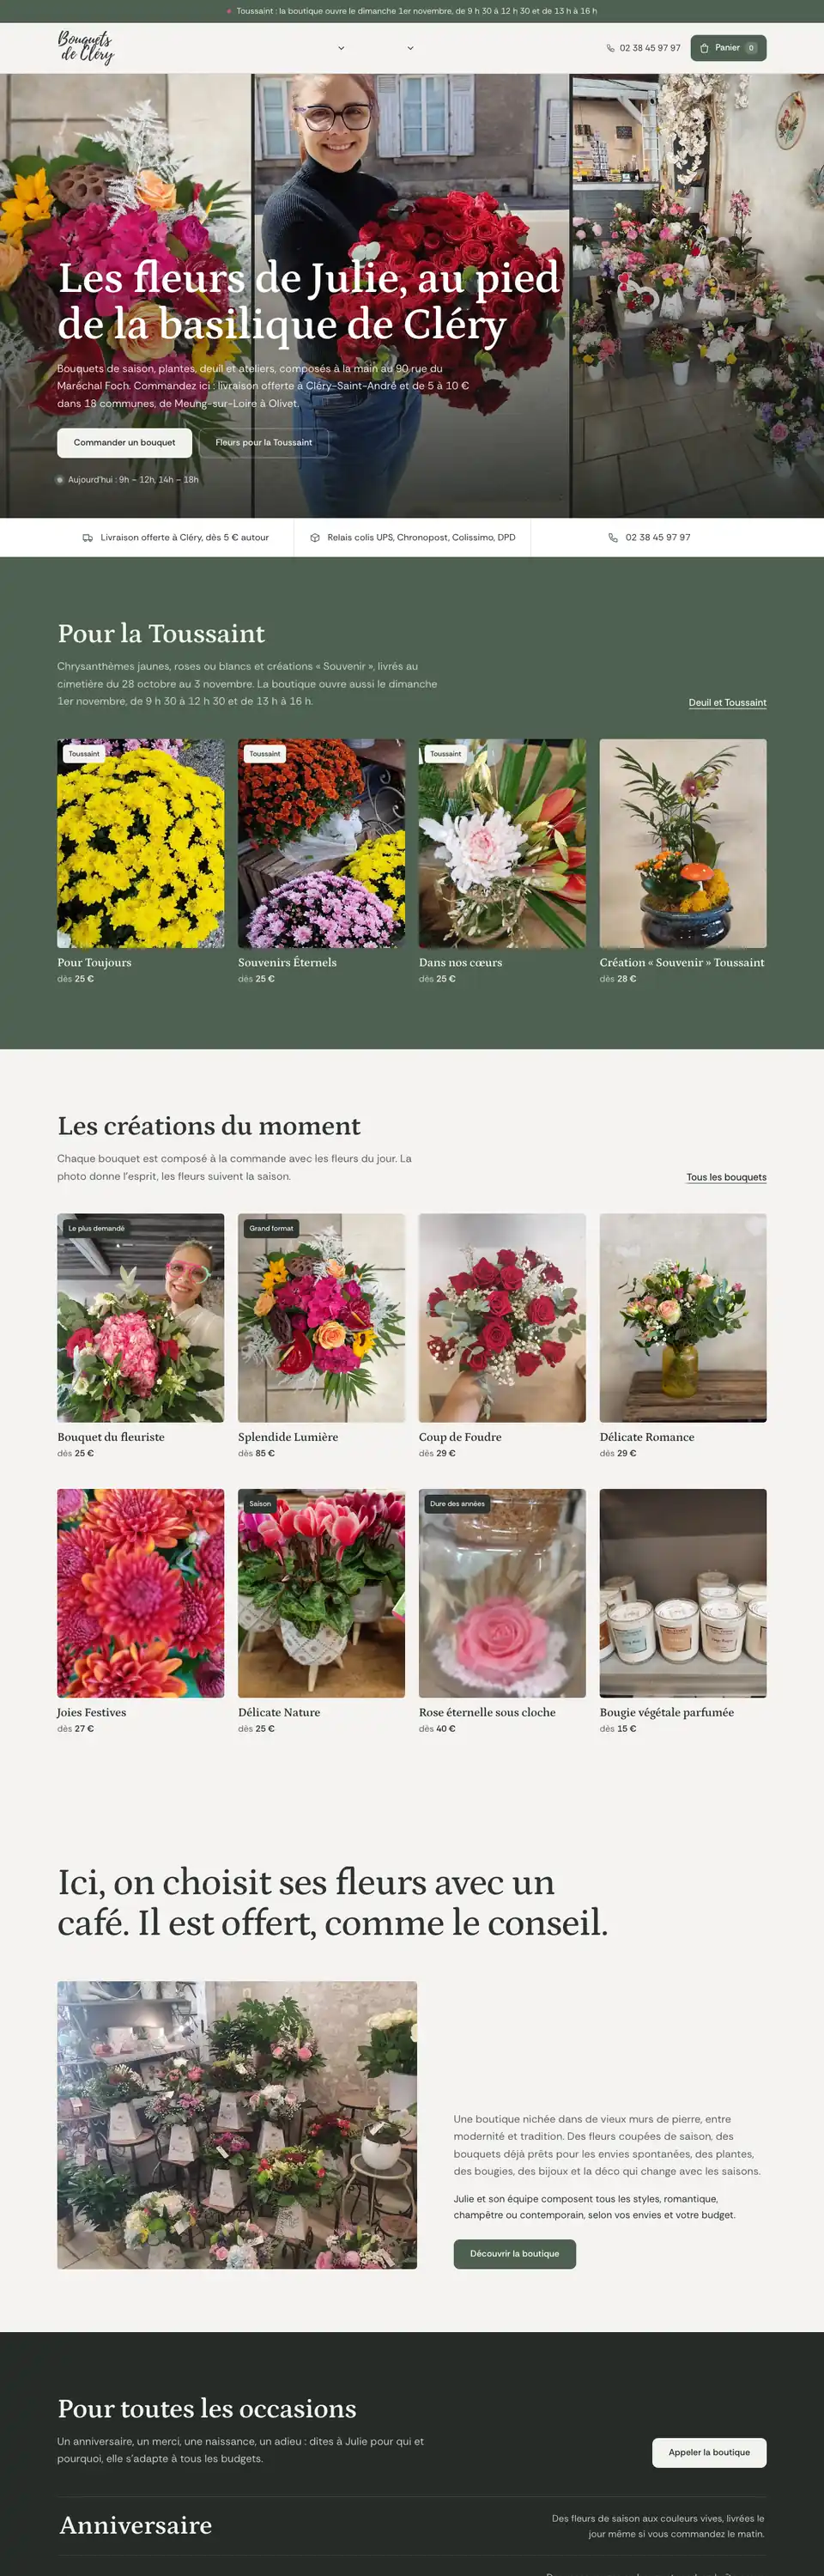 Toussaint : la boutique ouvre le dimanche 1er novembre, de 9 h 30 à 12 h 30 et de 13 h à 16 h
Bouquets
de Cléry
02 38 45 97 97
Panier 0
Les fleurs de Julie, au pied
de la basilique de Cléry
Bouquets de saison, plantes, deuil et ateliers, composés à la main au 90 rue du
Maréchal Foch. Commandez ici : livraison offerte à Cléry-Saint-André et de 5 à 10 €
dans 18 communes, de Meung-sur-Loire à Olivet.
Commander un bouquet
Fleurs pour la Toussaint
Aujourd'hui : 9h – 12h, 14h – 18h
Livraison offerte à Cléry, dès 5 € autour
Relais colis UPS, Chronopost, Colissimo, DPD
02 38 45 97 97
Pour la Toussaint
Chrysanthèmes jaunes, roses ou blancs et créations « Souvenir », livrés au
cimetière du 28 octobre au 3 novembre. La boutique ouvre aussi le dimanche
1er novembre, de 9 h 30 à 12 h 30 et de 13 h à 16 h.
Deuil et Toussaint
Toussaint
Toussaint
Toussaint
Pour Toujours
dès 25 €
Souvenirs Éternels
dès 25 €
Dans nos cœurs
dès 25 €
Création « Souvenir » Toussaint
dès 28 €
Les créations du moment
Chaque bouquet est composé à la commande avec les fleurs du jour. La
photo donne l'esprit, les fleurs suivent la saison.
Tous les bouquets
Le plus demandé
Grand format
Bouquet du fleuriste
dès 25 €
Splendide Lumière
dès 85 €
Coup de Foudre
dès 29 €
Délicate Romance
dès 29 €
Saison
Dure des années
Joies Festives
dès 27 €
Délicate Nature
dès 25 €
Rose éternelle sous cloche
dès 40 €
Bougie végétale parfumée
dès 15 €
Ici, on choisit ses fleurs avec un
café. Il est offert, comme le conseil.
Une boutique nichée dans de vieux murs de pierre, entre
modernité et tradition. Des fleurs coupées de saison, des
bouquets déjà prêts pour les envies spontanées, des plantes,
des bougies, des bijoux et la déco qui change avec les saisons.
Julie et son équipe composent tous les styles, romantique,
champêtre ou contemporain, selon vos envies et votre budget.
Découvrir la boutique
Pour toutes les occasions
Un anniversaire, un merci, une naissance, un adieu : dites à Julie pour qui et
pourquoi, elle s'adapte à tous les budgets.
Appeler la boutique
Anniversaire
Des fleurs de saison aux couleurs vives, livrées le
jour même si vous commandez le matin.